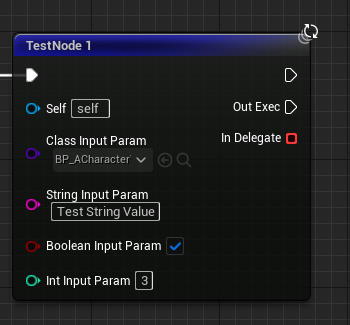 TestNode 1
Self self
Out Exec
In Delegate
Class Input Param
BP_ACharacter
String Input Param
Test String Value
Boolean Input Param
Int Input Param 3